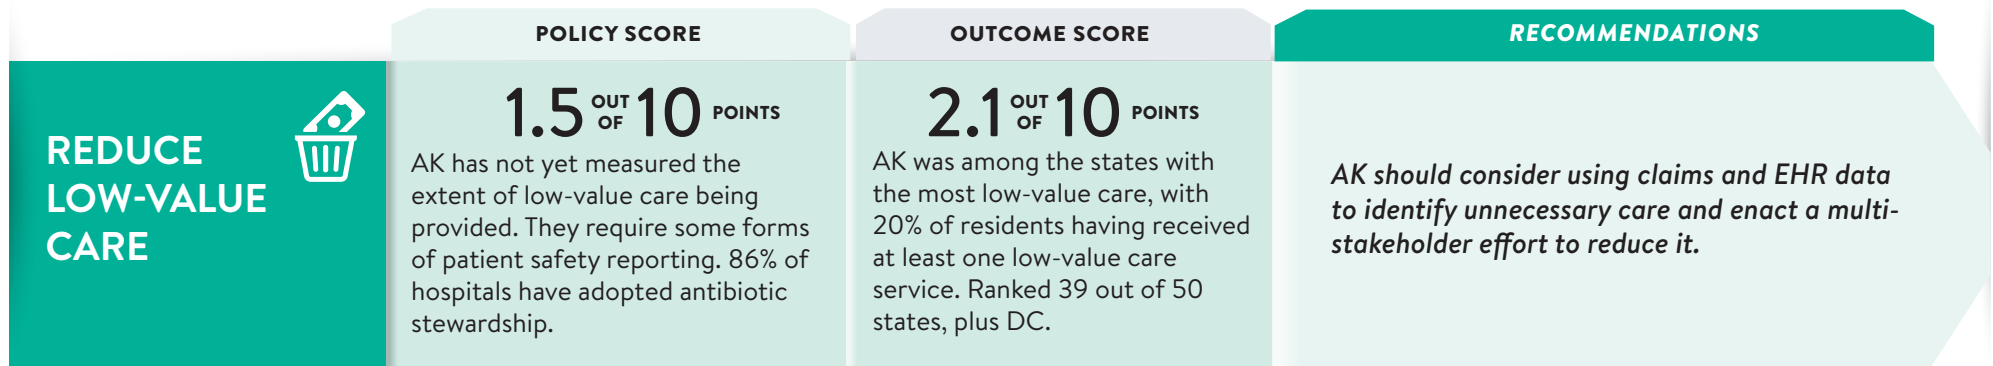 POLICY SCORE
OUTCOME SCORE
RECOMMENDATIONS
REDUCE
LOW-VALUE
CARE
1.5 OUT OF 10 POINTS
AK has not yet measured the
extent of low-value care being
provided. They require some forms
of patient safety reporting. 86% of
hospitals have adopted antibiotic
stewardship.
2.1 OUT OF 10 POINTS
AK was among the states with
the most low-value care, with
20% of residents having received
at least one low-value care
service. Ranked 39 out of 50
states, plus DC.
AK should consider using claims and EHR data
to identify unnecessary care and enact a multi-
stakeholder effort to reduce it.